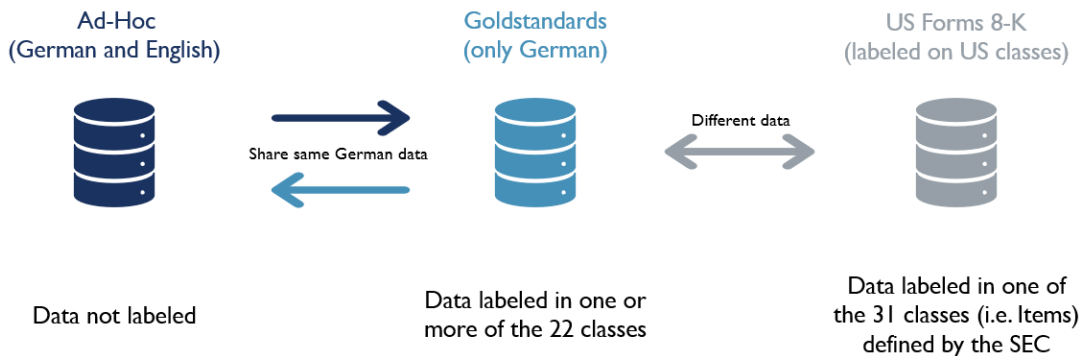 Ad-Hoc
(German and English)
Goldstandards
(only German)
US Forms 8-K
(labeled on US classes)
Share same German data
Different data
Data not labeled
Data labeled in one or
more of the 22 classes
Data labeled in one of
the 31 classes (i.e. Items)
defined by the SEC